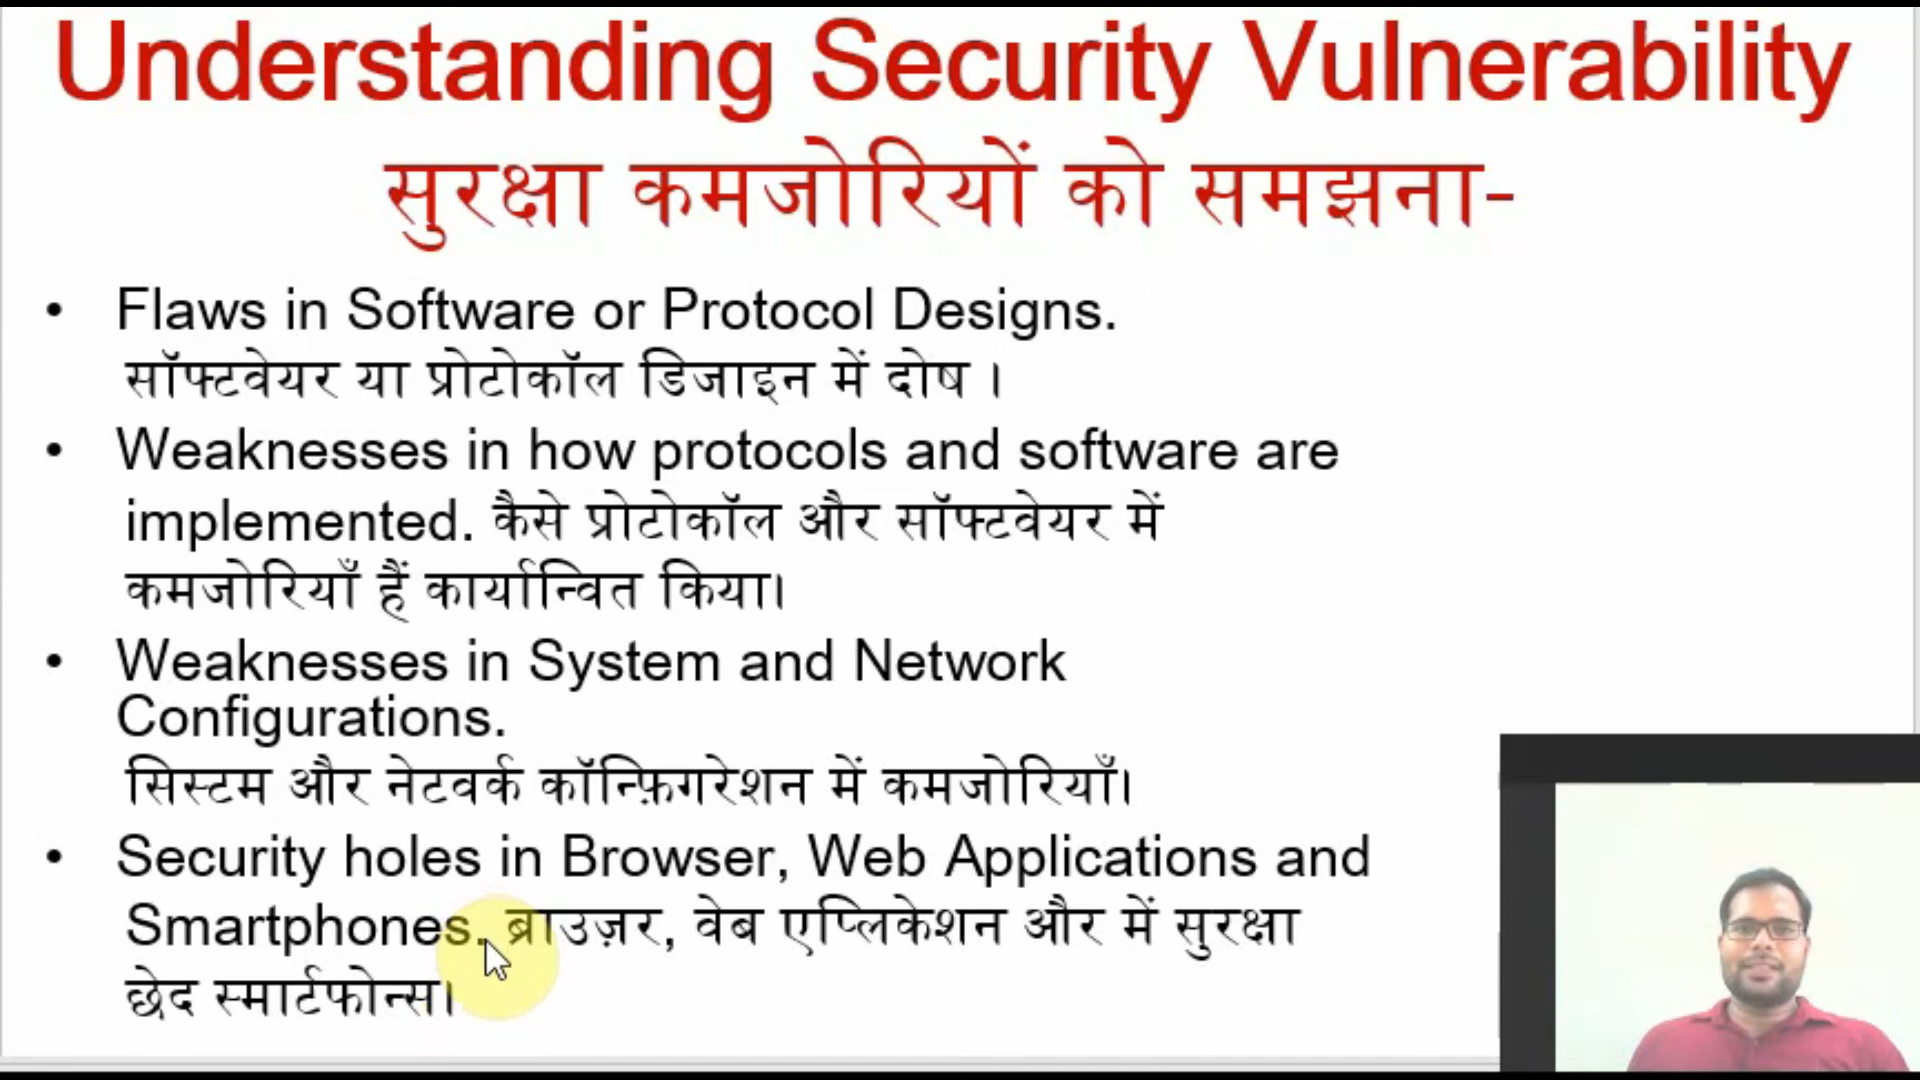 Understanding Security Vulnerability
सुरक्षा कमजोरियों को समझना-
• Flaws in Software or Protocol Designs.
सॉफ्टवेयर या प्रोटोकॉल डिजाइन में दोष ।
• Weaknesses in how protocols and software are
implemented. कैसे प्रोटोकॉल और सॉफ्टवेयर में
कमजोरियाँ हैं कार्यान्वित किया।
• Weaknesses in System and Network
Configurations.
सिस्टम और नेटवर्क कॉन्फ़िगरेशन में कमजोरियाँ।
• Security holes in Browser, Web Applications and
Smartphones. ब्राउज़र, वेब एप्लिकेशन और में सुरक्षा
छेद स्मार्टफोन्स।